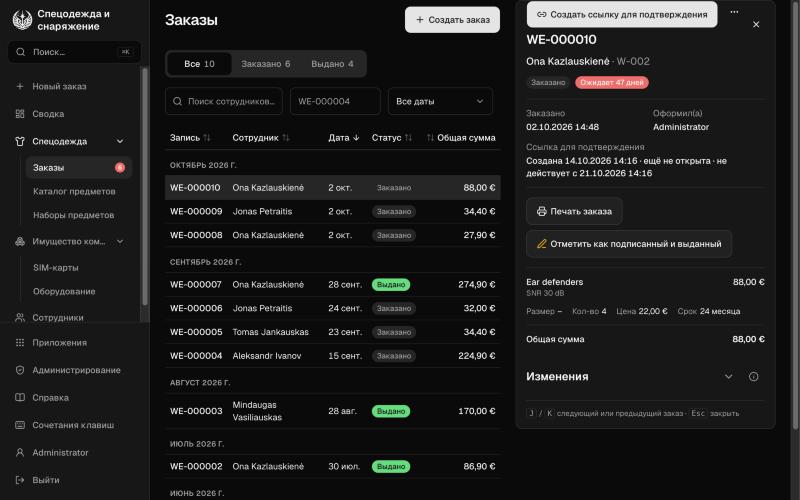 Спецодежда и
снаряжение
Поиск...
⌘K
Новый заказ
Сводка
Спецодежда
Заказы
6
Каталог предметов
Наборы предметов
Имущество ком...
SIM-карты
Оборудование
Сотрудники
Приложения
Администрирование
Справка
Сочетания клавиш
Administrator
Выйти
Заказы
+ Создать заказ
Все 10
Заказано 6
Выдано 4
Поиск сотрудников...
WE-000004
Все даты
Запись Сотрудник Дата Статус Общая сумма
ОКТЯБРЬ 2026 Г.
WE-000010 Ona Kazlauskienė 2 окт. Заказано 88,00 €
WE-000009 Jonas Petraitis 2 окт. Заказано 34,40 €
WE-000008 Ona Kazlauskienė 2 окт. Заказано 27,90 €
СЕНТЯБРЬ 2026 Г.
WE-000007 Ona Kazlauskienė 28 сент. Выдано 274,90 €
WE-000006 Jonas Petraitis 24 сент. Заказано 32,00 €
WE-000005 Tomas Jankauskas 23 сент. Заказано 34,40 €
WE-000004 Aleksandr Ivanov 15 сент. Заказано 224,90 €
АВГУСТ 2026 Г.
WE-000003 Mindaugas Vasiliauskas 28 авг. Выдано 170,00 €
ИЮЛЬ 2026 Г.
WE-000002 Ona Kazlauskienė 30 июл. Выдано 86,90 €
ИЮНЬ 2026 Г.
Создать ссылку для подтверждения
WE-000010
Ona Kazlauskienė · W-002
Заказано Ожидает 47 дней
Заказано Оформил(а)
02.10.2026 14:48 Administrator
Ссылка для подтверждения
Создана 14.10.2026 14:16 · ещё не открыта · не
действует с 21.10.2026 14:16
Печать заказа
Отметить как подписанный и выданный
Ear defenders 88,00 €
SNR 30 dB
Размер – Кол-во 4 Цена 22,00 € Срок 24 месяца
Общая сумма 88,00 €
Изменения
J / K следующий или предыдущий заказ · Esc закрыть